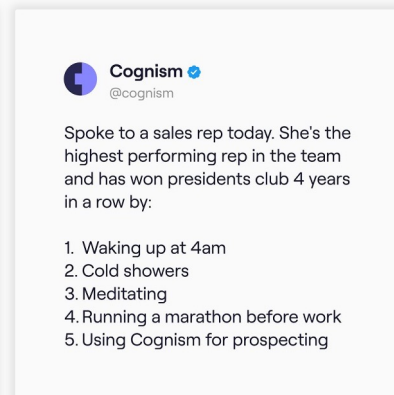 Cognism
@cognism
Spoke to a sales rep today. She's the
highest performing rep in the team
and has won presidents club 4 years
in a row by:
1. Waking up at 4am
2. Cold showers
3. Meditating
4. Running a marathon before work
5. Using Cognism for prospecting